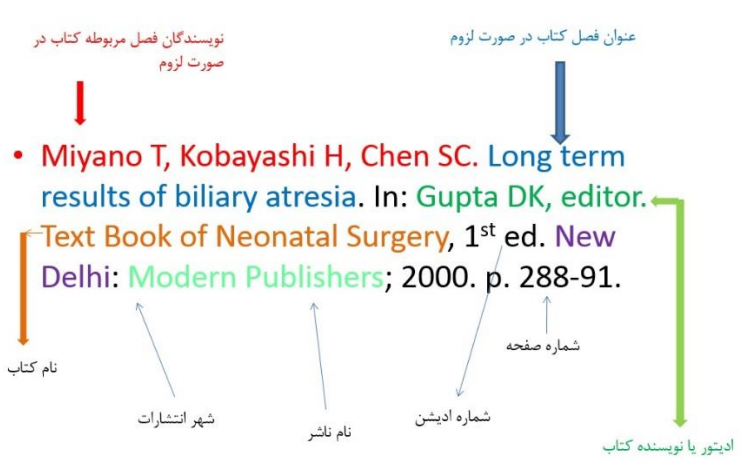 نویسندگان فصل مربوطه کتاب در
صورت لزوم
عنوان فصل کتاب در صورت لزوم
• Miyano T, Kobayashi H, Chen SC. Long term
results of biliary atresia. In: Gupta DK, editor.
Text Book of Neonatal Surgery, 1st ed. New
Delhi: Modern Publishers; 2000. p. 288-91.
شماره صفحه
نام کتاب
شهر انتشارات
نام ناشر
شماره ادیشن
ادیتور یا نویسنده کتاب